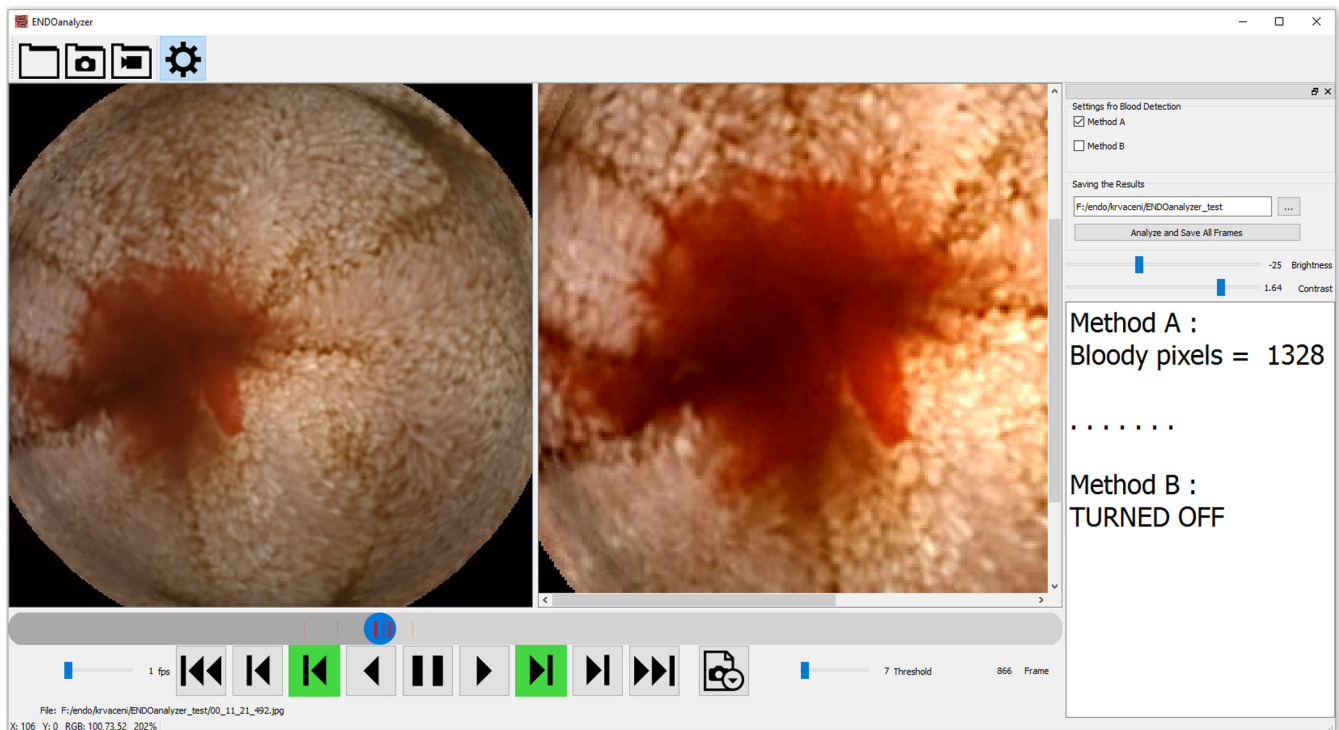 ENDOanalyzer
Settings fro Blood Detection
Method A
Method B
Saving the Results
F:/endo/krvaceni/ENDOanalyzer_test
...
Analyze and Save All Frames
-25 Brightness
1.64 Contrast
Method A :
Bloody pixels = 1328
. . . . . . .
Method B :
TURNED OFF
1 fps
7 Threshold
866 Frame
File: F:/endo/krvaceni/ENDOanalyzer_test/00_11_21_492.jpg
X: 106 Y: 0 RGB: 100.73.52 202%